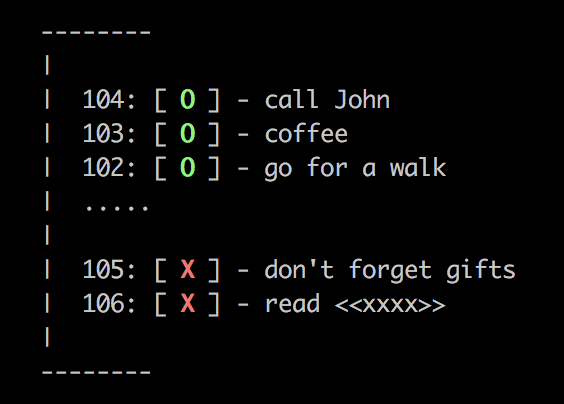 --------
|
| 104: [ O ] - call John
| 103: [ O ] - coffee
| 102: [ O ] - go for a walk
| .....
|
| 105: [ X ] - don't forget gifts
| 106: [ X ] - read <<xxxx>>
|
--------